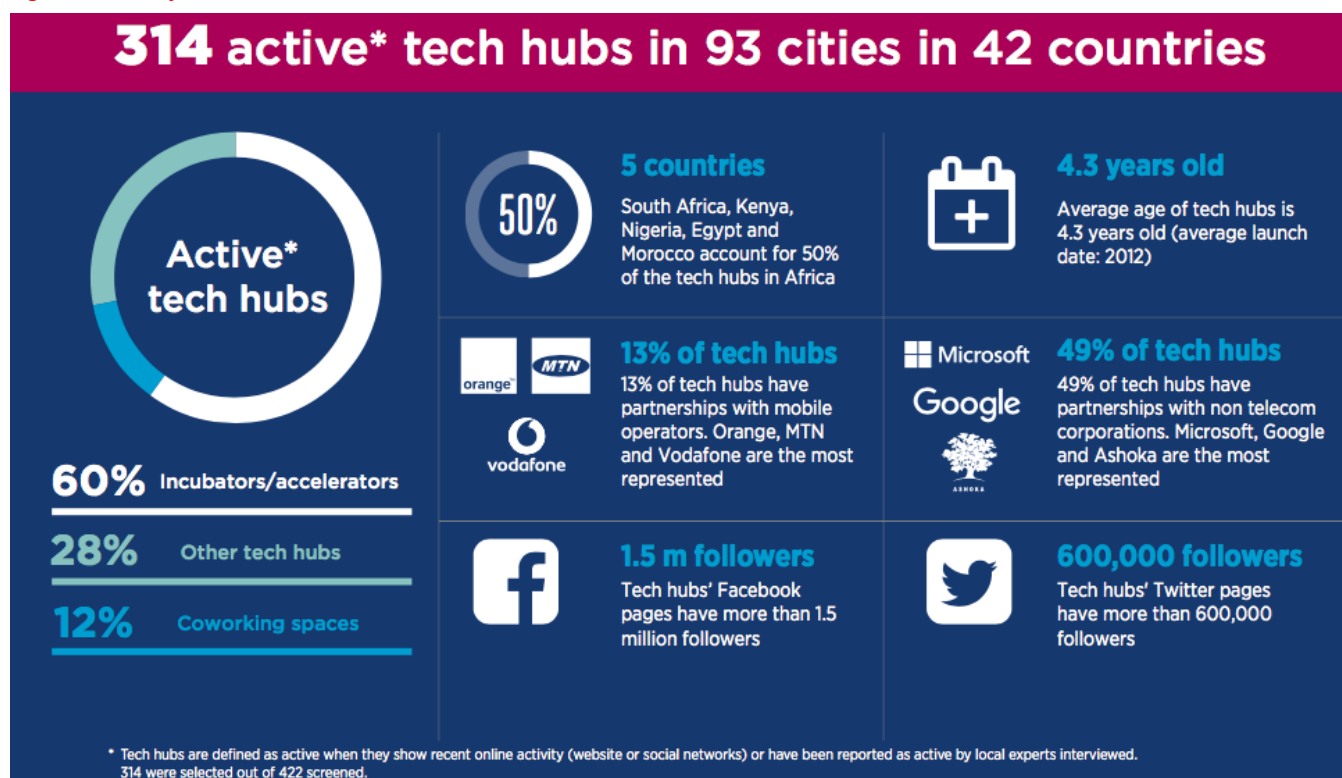 314 active* tech hubs in 93 cities in 42 countries
Active*
tech hubs
60% Incubators/accelerators
28% Other tech hubs
12% Coworking spaces
50%
5 countries
South Africa, Kenya,
Nigeria, Egypt and
Morocco account for 50%
of the tech hubs in Africa
4.3 years old
Average age of tech hubs is
4.3 years old (average launch
date: 2012)
orange™
MTN
vodafone
13% of tech hubs
13% of tech hubs have
partnerships with mobile
operators. Orange, MTN
and Vodafone are the most
represented
Microsoft
Google
ASHOKA
49% of tech hubs
49% of tech hubs have
partnerships with non telecom
corporations. Microsoft, Google
and Ashoka are the most
represented
1.5 m followers
Tech hubs' Facebook
pages have more than 1.5
million followers
600,000 followers
Tech hubs' Twitter pages
have more than 600,000
followers
* Tech hubs are defined as active when they show recent online activity (website or social networks) or have been reported as active by local experts interviewed.
314 were selected out of 422 screened.